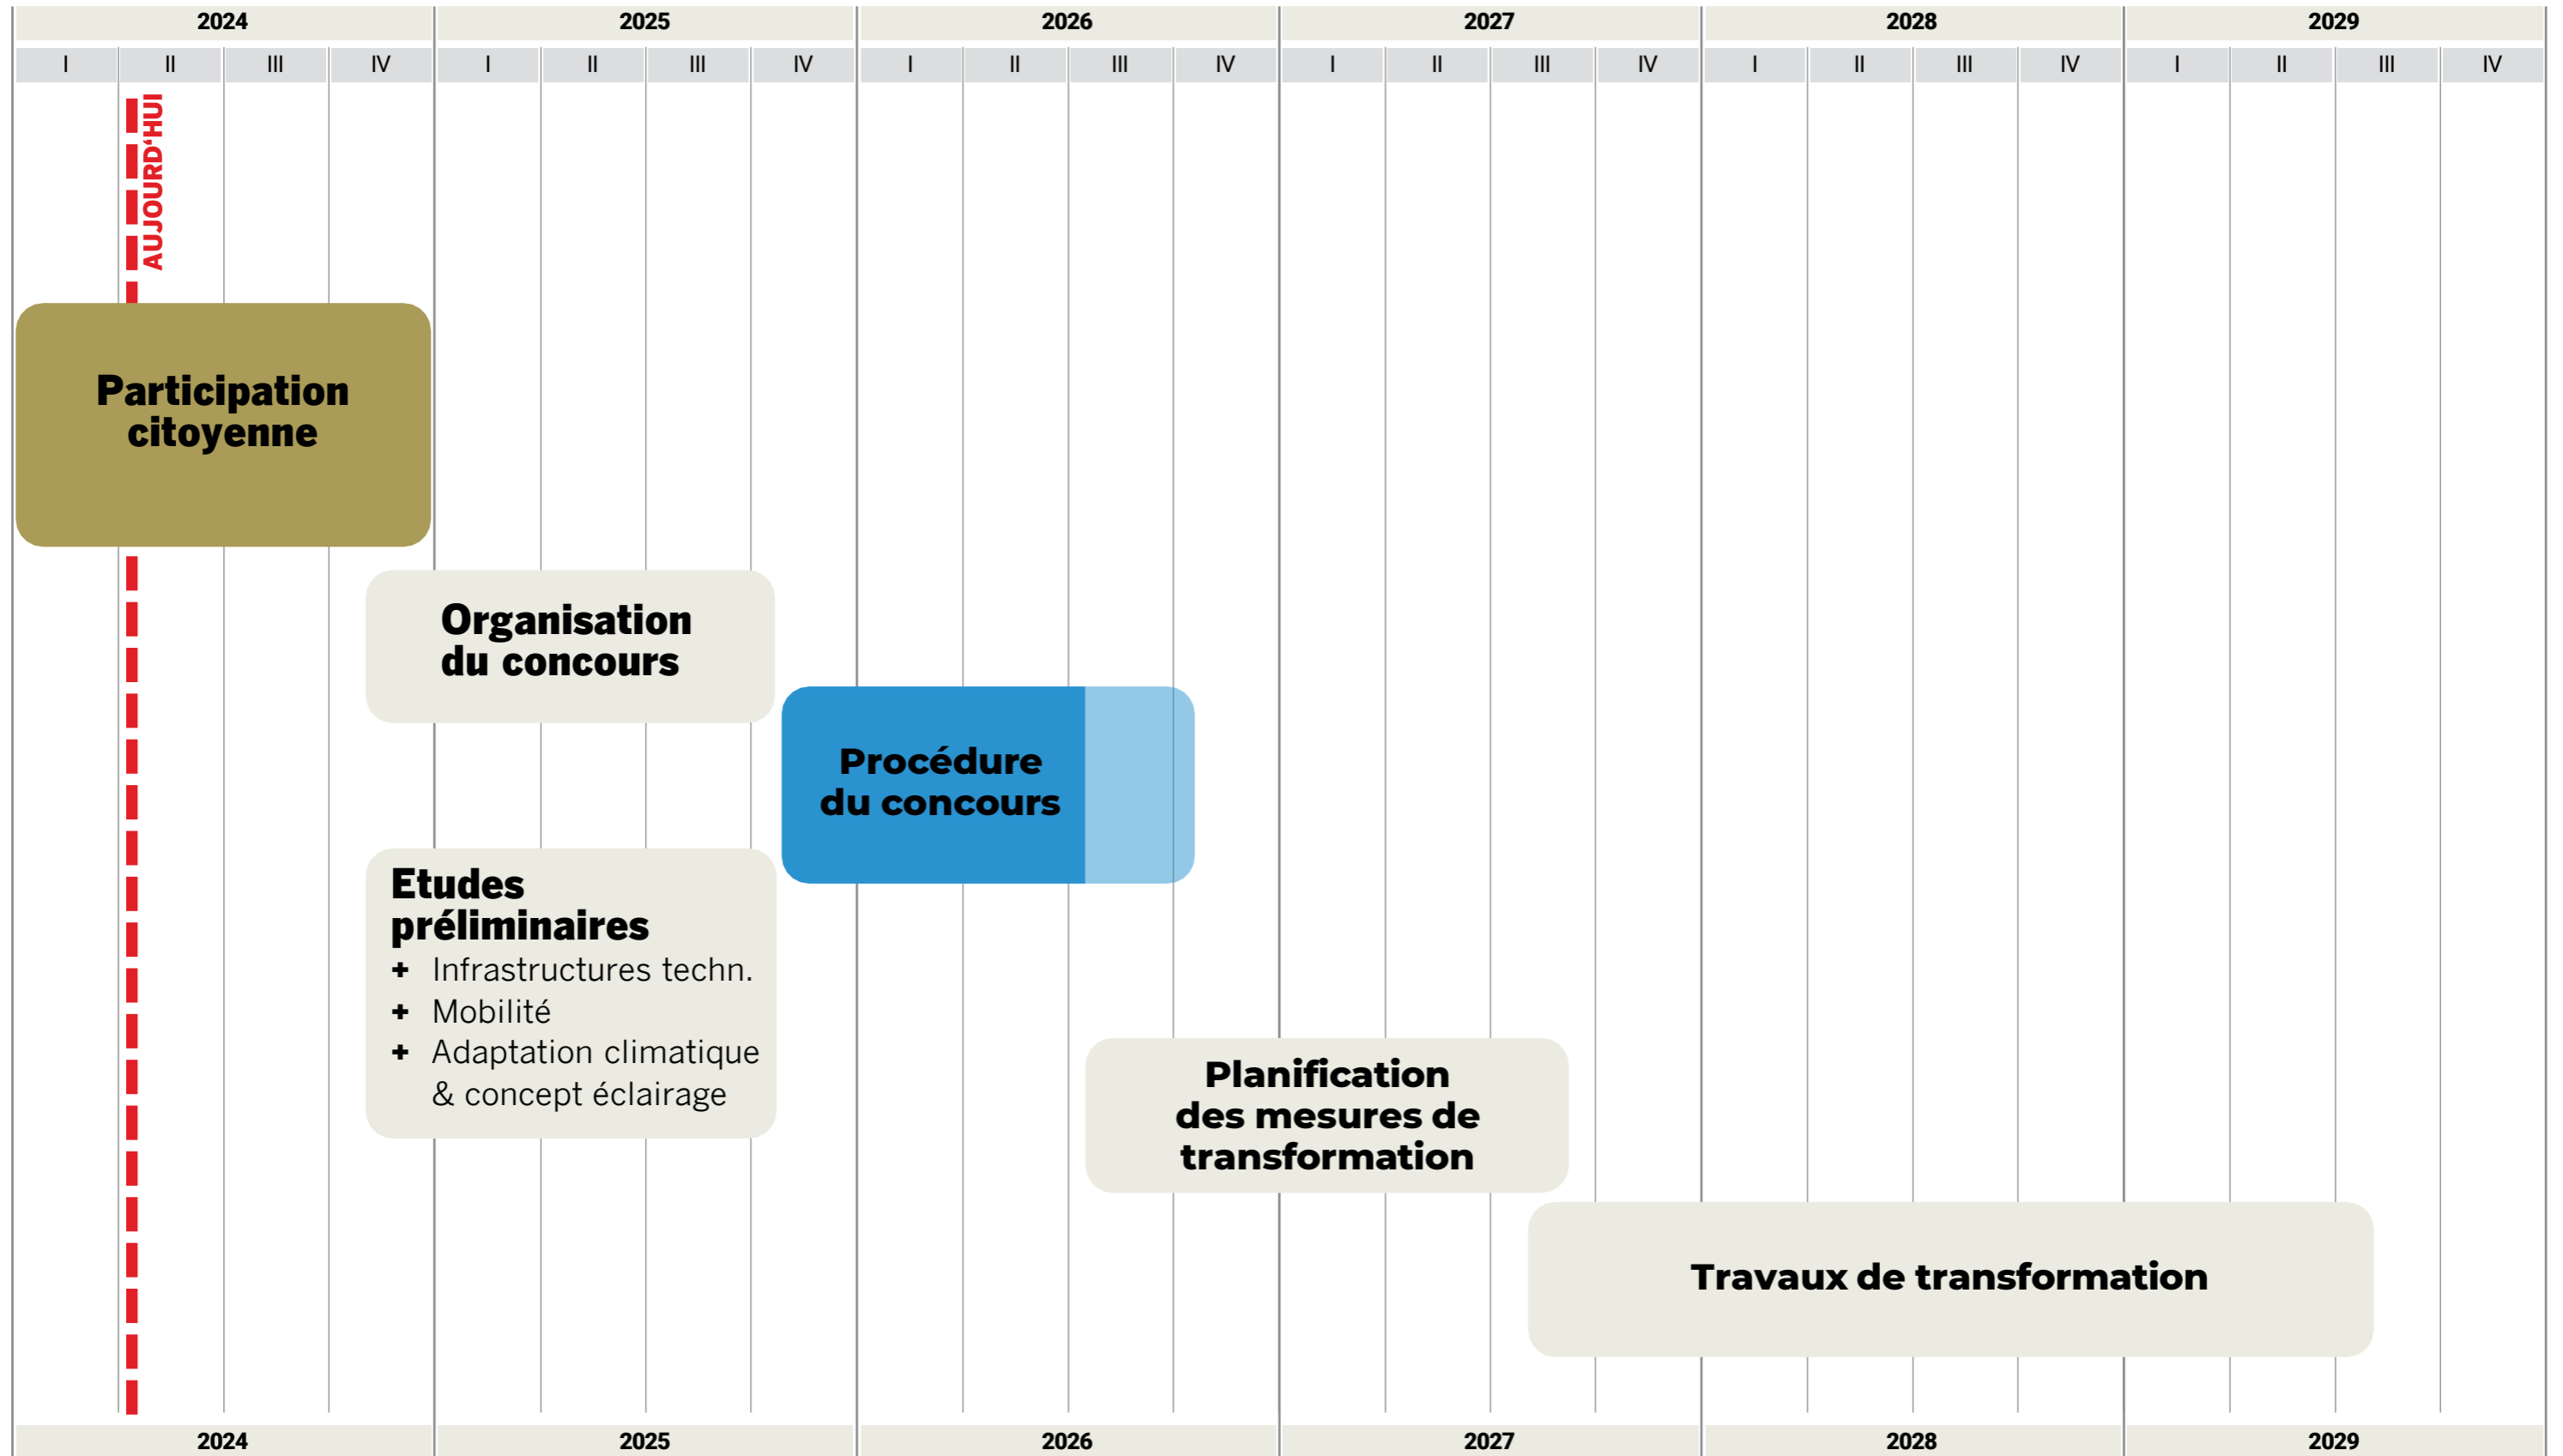 2024 2025 2026 2027 2028 2029
I II III IV I II III IV I II III IV I II III IV I II III IV I II III IV
AUJOURD‘HUI
Participation
citoyenne
Organisation
du concours
Procédure
du concours
Etudes
préliminaires
+ Infrastructures techn.
+ Mobilité
+ Adaptation climatique
& concept éclairage
Planification
des mesures de
transformation
Travaux de transformation
2024 2025 2026 2027 2028 2029